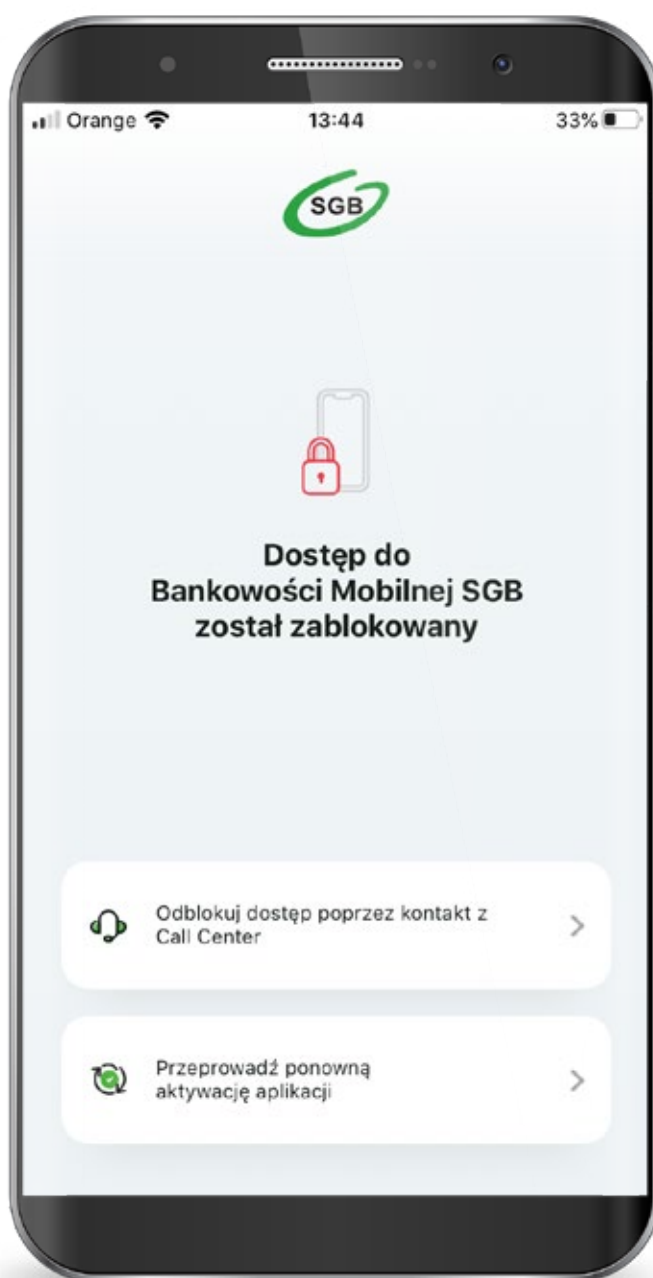 Orange 13:44 33%
SGB
Dostęp do
Bankowości Mobilnej SGB
został zablokowany
Odblokuj dostęp poprzez kontakt z
Call Center
Przeprowadź ponowną
aktywację aplikacji